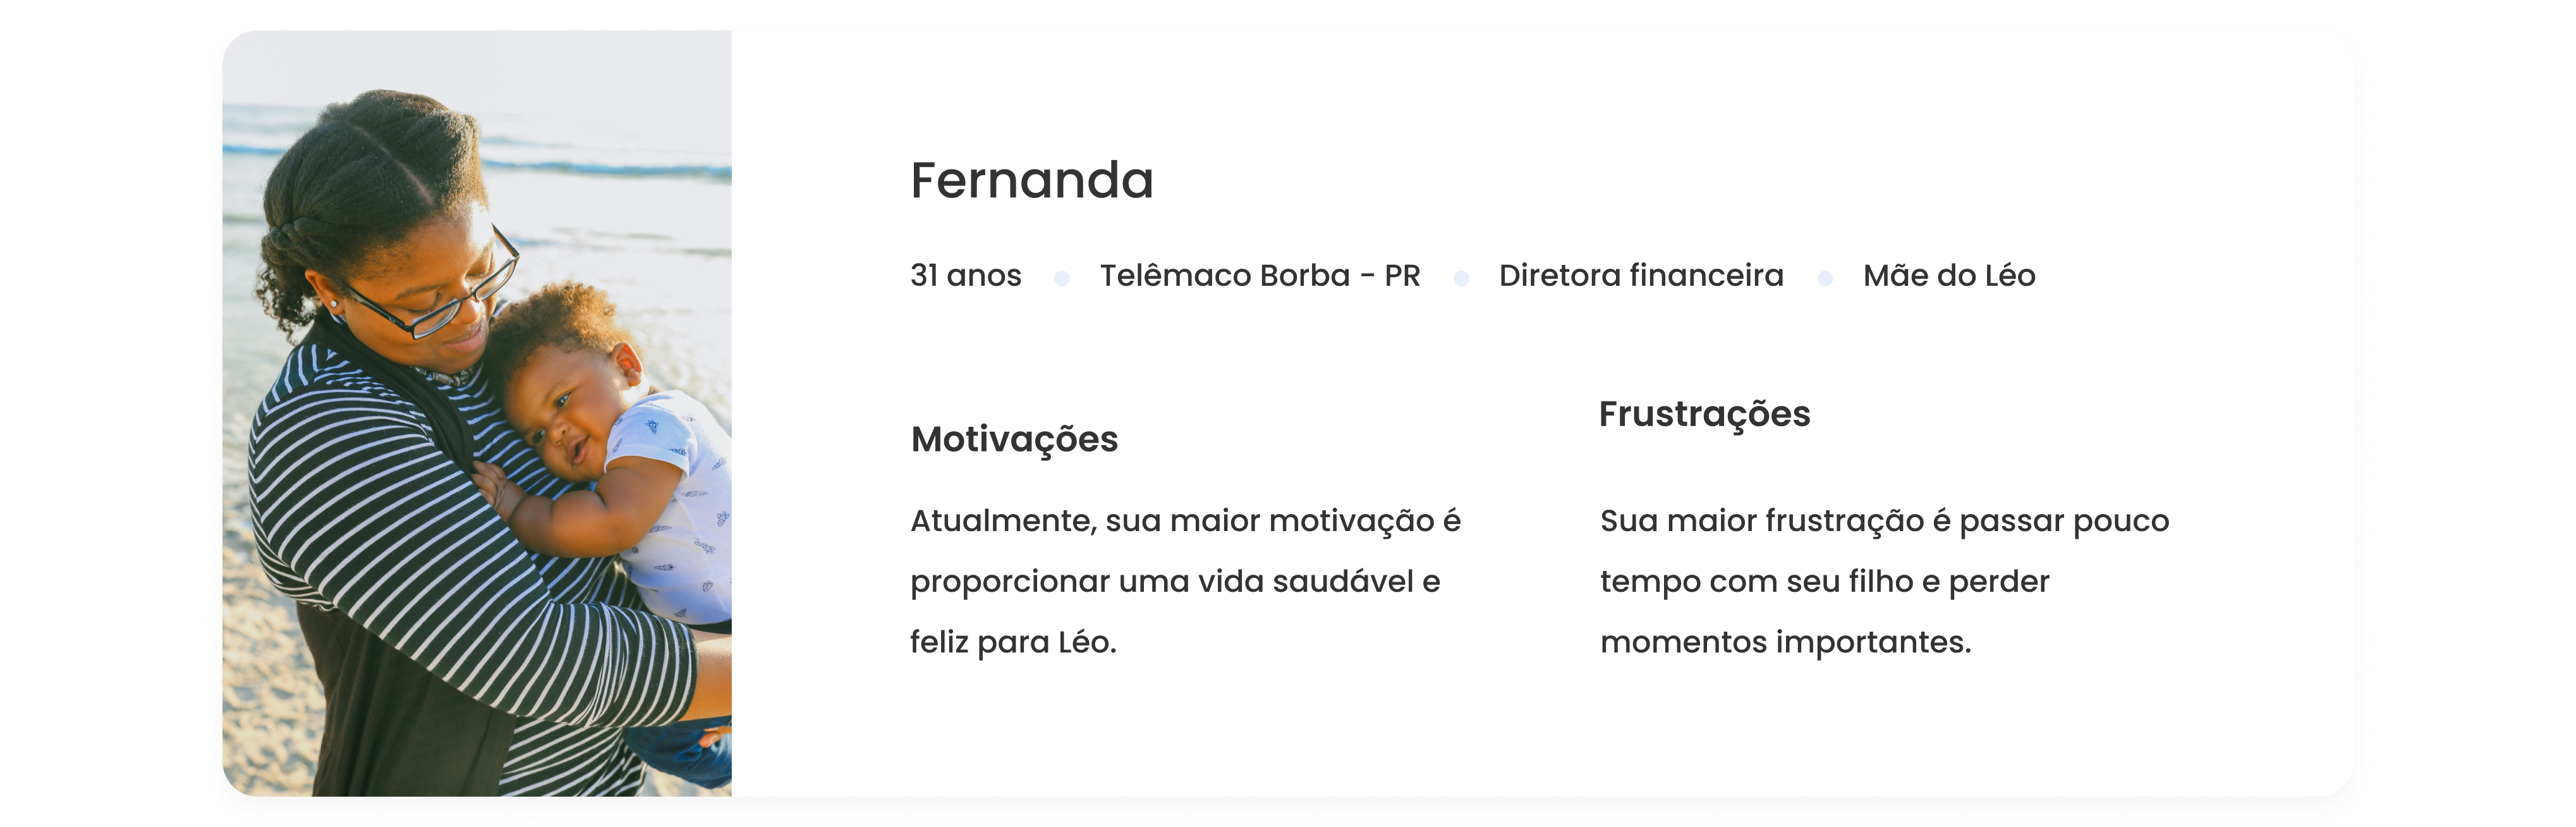 Fernanda
31 anos
Telêmaco Borba - PR
Diretora financeira
Mãe do Léo
Motivações
Atualmente, sua maior motivação é
proporcionar uma vida saudável e
feliz para Léo.
Frustrações
Sua maior frustração é passar pouco
tempo com seu filho e perder
momentos importantes.